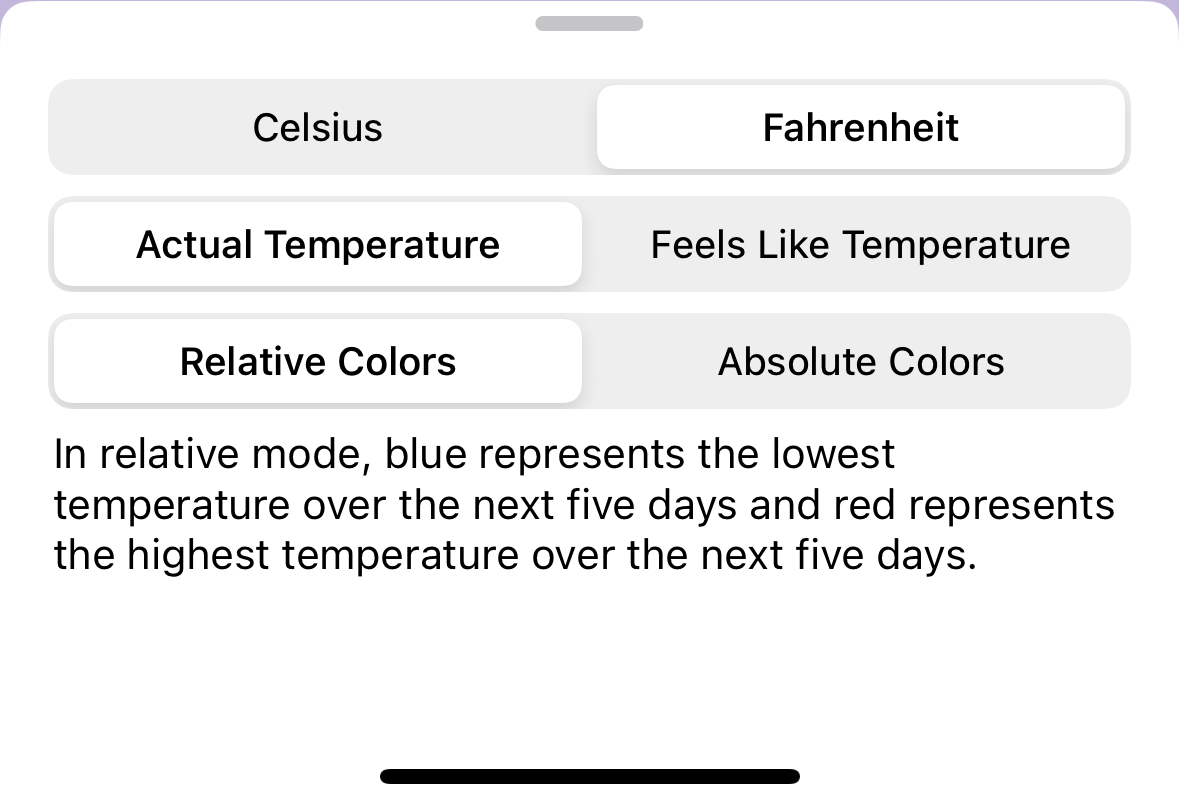 Celsius Fahrenheit
Actual Temperature Feels Like Temperature
Relative Colors Absolute Colors
In relative mode, blue represents the lowest
temperature over the next five days and red represents
the highest temperature over the next five days.